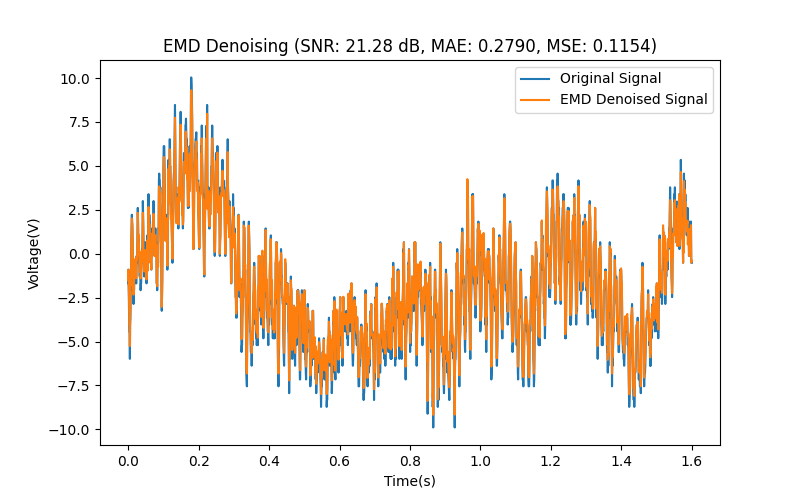 EMD Denoising (SNR: 21.28 dB, MAE: 0.2790, MSE: 0.1154)
Original Signal
EMD Denoised Signal
10.0
7.5
5.0
2.5
0.0
−2.5
−5.0
−7.5
−10.0
Voltage(V)
0.0 0.2 0.4 0.6 0.8 1.0 1.2 1.4 1.6
Time(s)